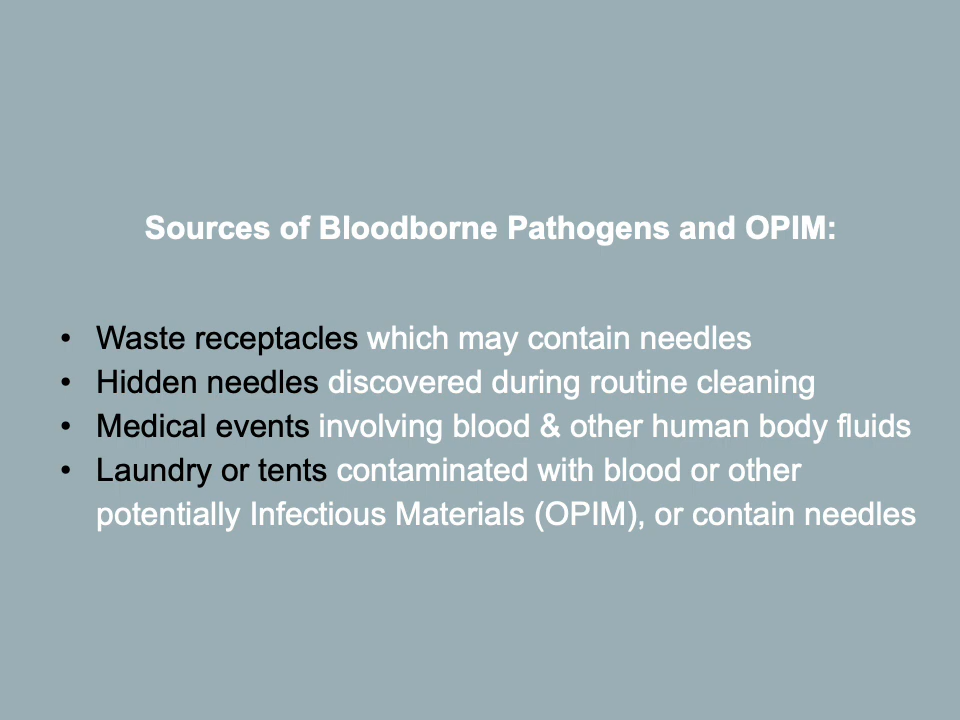 Sources of Bloodborne Pathogens and OPIM:
• Waste receptacles which may contain needles
• Hidden needles discovered during routine cleaning
• Medical events involving blood & other human body fluids
• Laundry or tents contaminated with blood or other
potentially Infectious Materials (OPIM), or contain needles